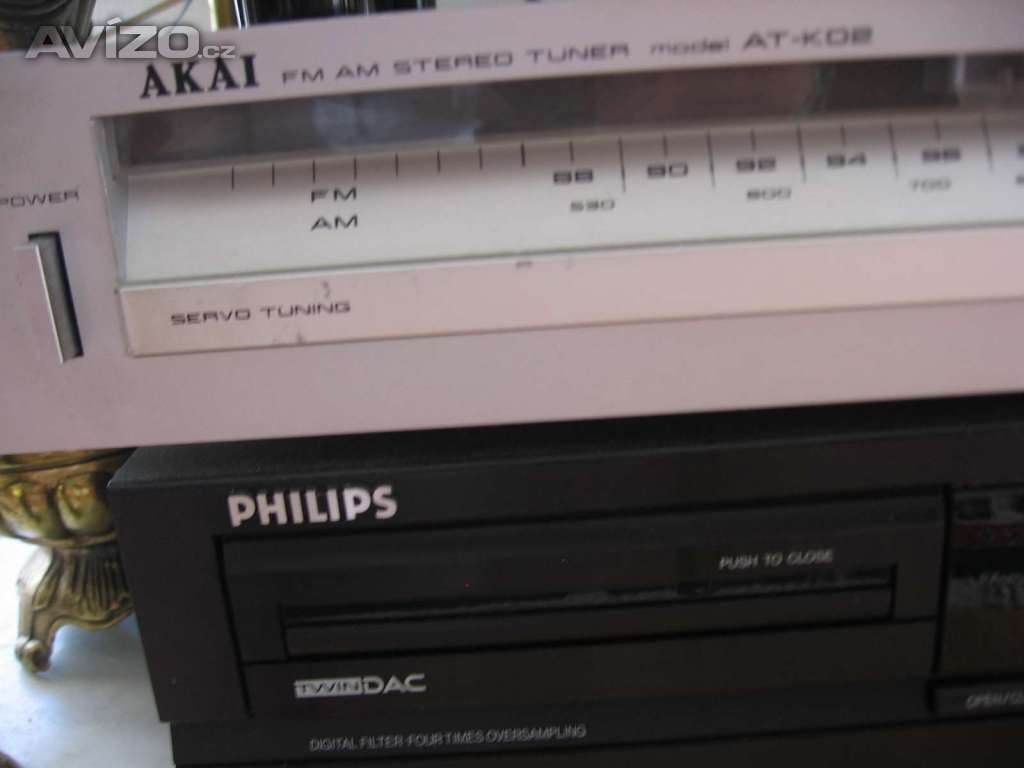 AVÍZO.cz
AKAI FM AM STEREO TUNER model AT-K02
POWER
88 90 92 94 96
FM
530 600 700
AM
SERVO TUNING
PHILIPS
PUSH TO CLOSE
TWIN DAC
OPEN/
DIGITAL FILTER-FOUR TIMES OVERSAMPLING